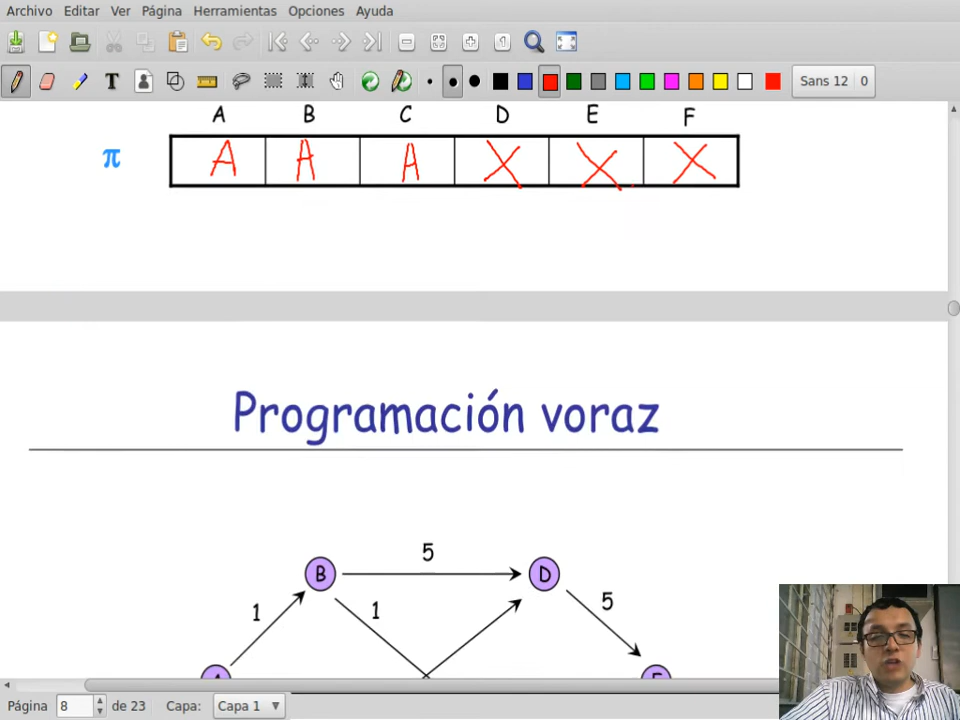 Archivo Editar Ver Página Herramientas Opciones Ayuda
T Sans 12 0
A B C D E F
π A A A X X X
Programación voraz
5
B D
1 1 5
Página 8 de 23 Capa: Capa 1